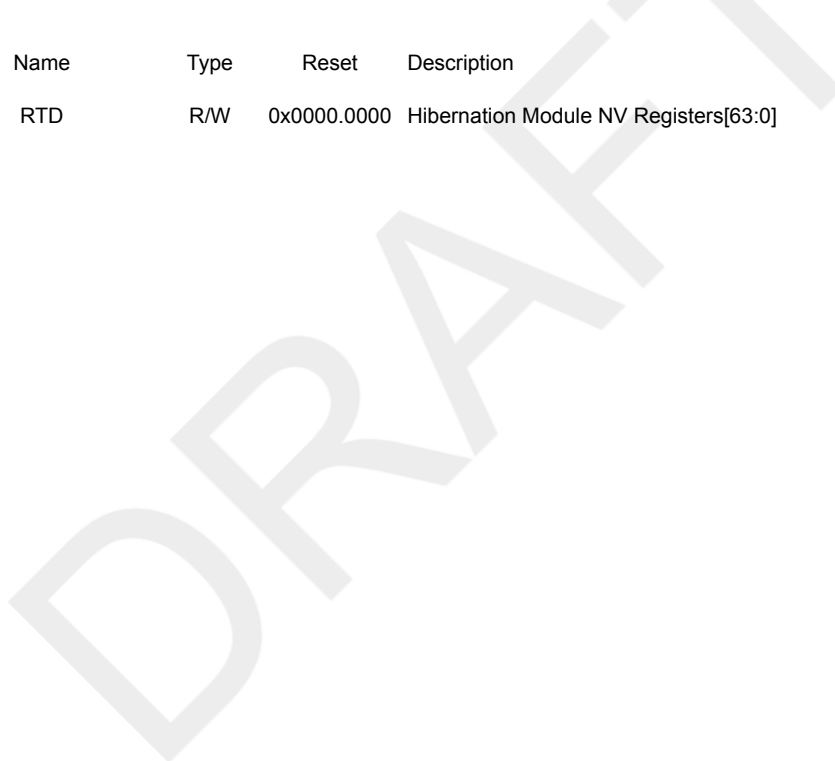 Name Type Reset Description
RTD R/W 0x0000.0000 Hibernation Module NV Registers[63:0]
DRAFT